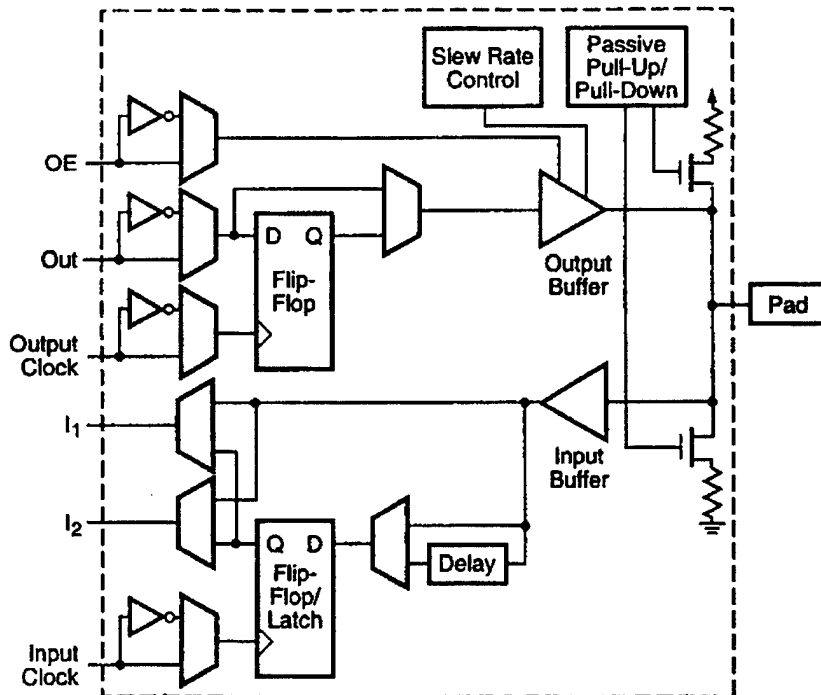 Slew Rate
Control
Passive
Pull-Up/
Pull-Down
OE
Out
D Q
Flip-
Flop
Output
Buffer
Pad
Output
Clock
I1
Input
Buffer
I2
Q D
Delay
Flip-
Flop/
Latch
Input
Clock